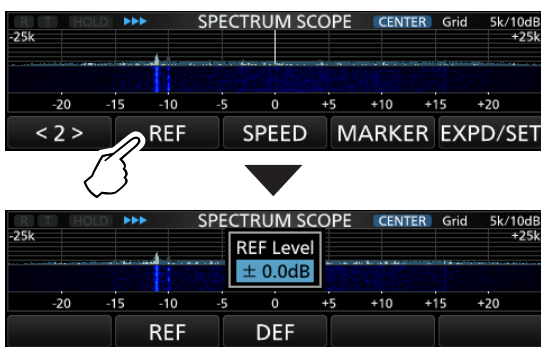 R T HOLD SPECTRUM SCOPE CENTER Grid 5k/10dB
-25k +25k
-20 -15 -10 -5 0 +5 +10 +15 +20
< 2 > REF SPEED MARKER EXPD/SET
R T HOLD SPECTRUM SCOPE CENTER Grid 5k/10dB
-25k +25k
REF Level
± 0.0dB
-20 -15 -10 -5 0 +5 +10 +15 +20
REF DEF